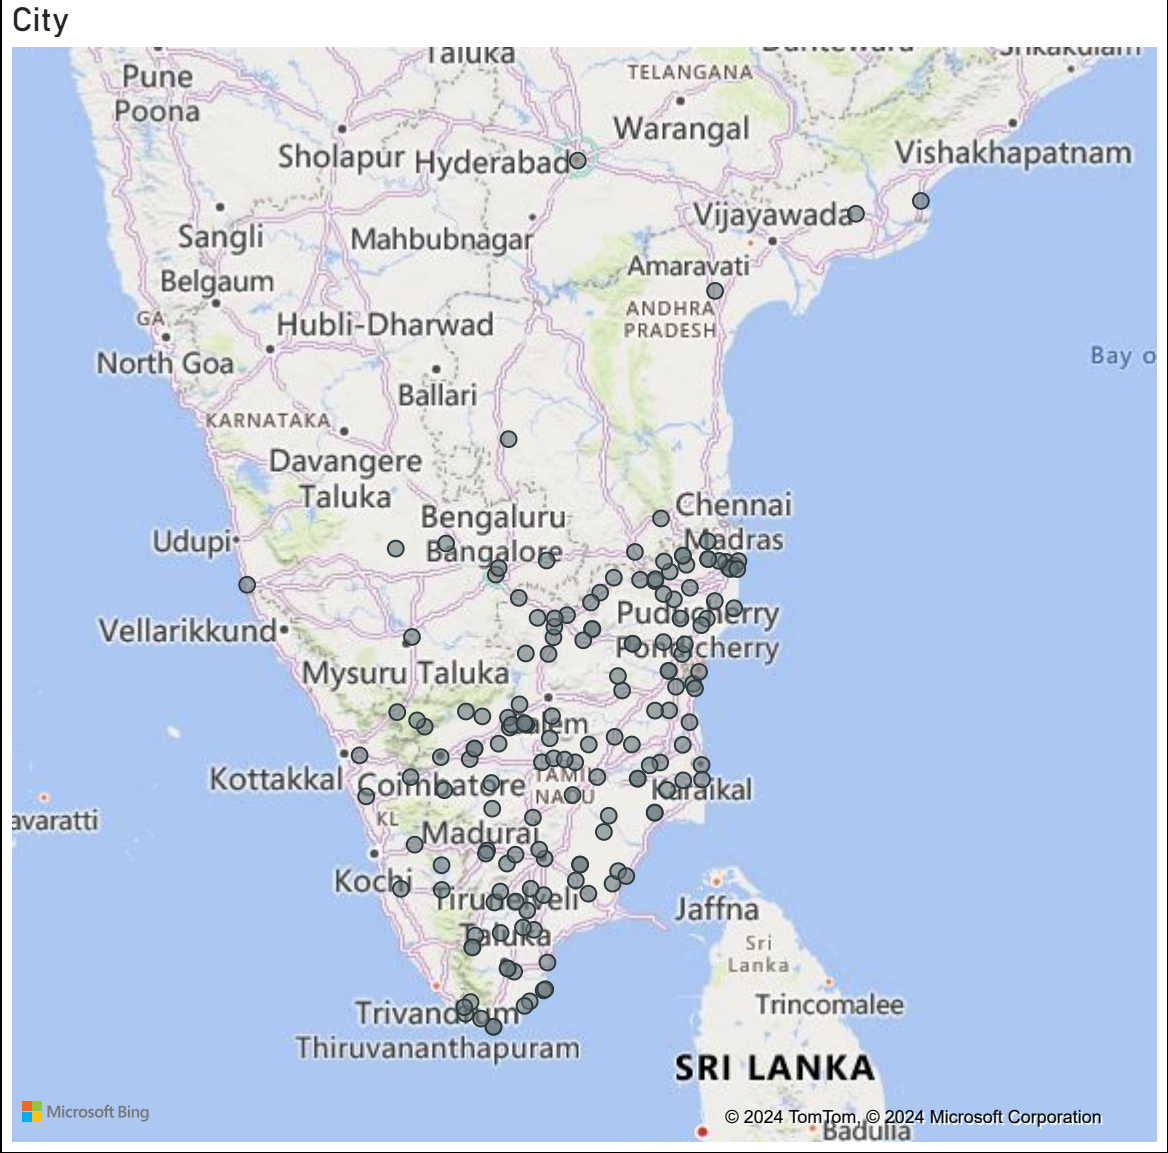 City
Taluka
Srikakulam
Pune
Poona
TELANGANA
Warangal
Sholapur
Hyderabad
Vishakhapatnam
Vijayawada
Sangli
Mahbubnagar
Belgaum
Amaravati
GA
Hubli-Dharwad
ANDHRA
PRADESH
North Goa
Bay o
Ballari
KARNATAKA
Davangere
Taluka
Chennai
Madras
Bengaluru
Bangalore
Udupi
Puducherry
Pondicherry
Vellarikkund
Mysuru Taluka
Salem
Kottakkal
Coimbatore
TAMIL
NADU
Karaikal
avaratti
KL
Madurai
Kochi
Tirunelveli
Taluka
Jaffna
Sri
Lanka
Trivandrum
Thiruvananthapuram
Trincomalee
SRI LANKA
Microsoft Bing
© 2024 TomTom, © 2024 Microsoft Corporation
Badulla